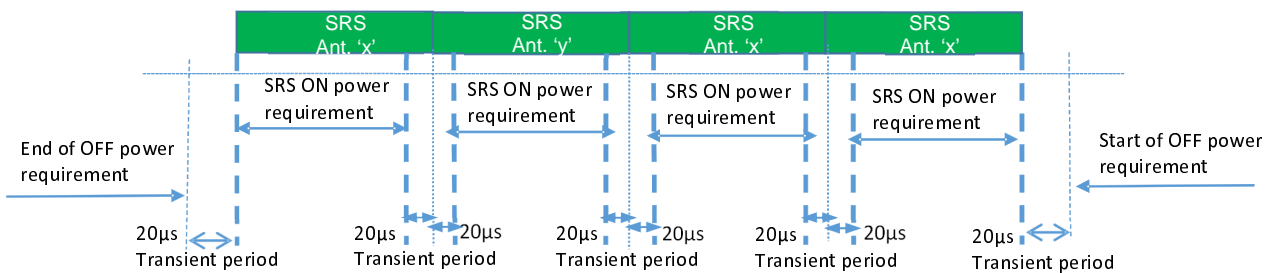 SRS
Ant. ‘x’
SRS
Ant. ‘y’
SRS
Ant. ‘x’
SRS
Ant. ‘x’
SRS ON power
requirement
SRS ON power
requirement
SRS ON power
requirement
SRS ON power
requirement
End of OFF power
requirement
Start of OFF power
requirement
20µs
Transient period
20µs
20µs
Transient period
20µs
20µs
Transient period
20µs
20µs
Transient period
20µs
Transient period